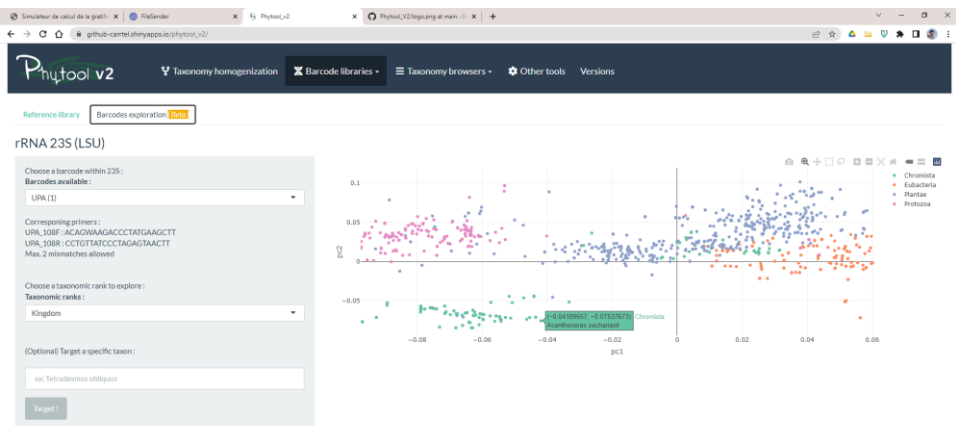 Simulateur de calcul de la gratifi
FileSender
Phytool_v2
Phytool_V2/logo.png at main · G
github-carrtel.shinyapps.io/phytool_v2/
Phytool v2
Taxonomy homogenization
Barcode libraries
Taxonomy browsers
Other tools
Versions
Reference library
Barcodes exploration Beta
rRNA 23S (LSU)
Choose a barcode within 23S :
Barcodes available :
UPA (1)
Corresponing primers :
UPA_108F : ACAGWAAGACCCTATGAAGCTT
UPA_108R : CCTGTTATCCCTAGAGTAACTT
Max. 2 mismatches allowed
Choose a taxonomic rank to explore :
Taxonomic ranks :
Kingdom
(Optional) Target a specific taxon :
ex: Tetradesmus obliquus
Target !
Chromista
Eubacteria
Plantae
Protozoa
0.1
0.05
0
−0.05
pc2
(−0.04189557, −0.07537673)
Acanthoceras zachariasii
Chromista
−0.08
−0.06
−0.04
−0.02
0
0.02
0.04
0.06
pc1